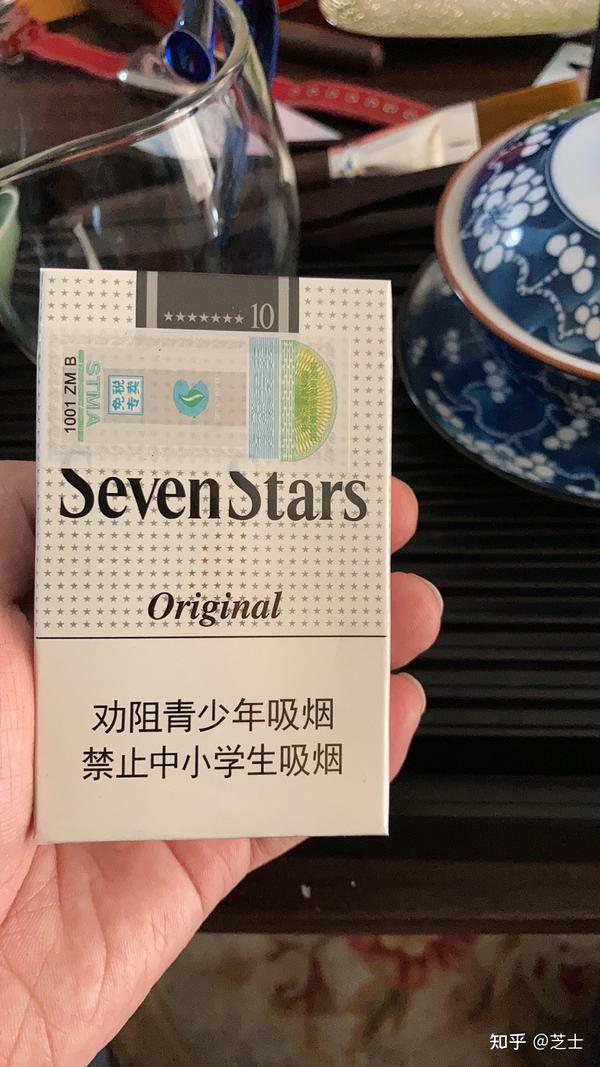 ★★★★★★★ 10
1001 ZM B
STMA
免税
专卖
Seven Stars
Original
劝阻青少年吸烟
禁止中小学生吸烟
知乎 @芝士